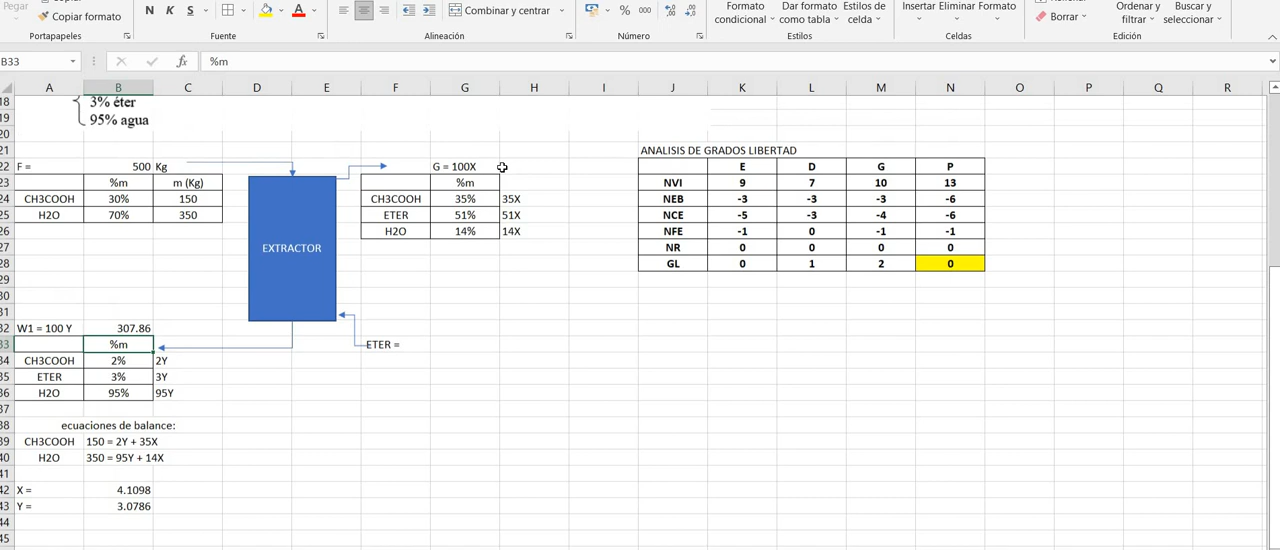 Pegar
Copiar formato
N K S A
Combinar y centrar
% 000
Formato condicional
Dar formato como tabla
Estilos de celda
Insertar Eliminar Formato
Borrar
Ordenar y filtrar
Buscar y seleccionar
Portapapeles Fuente Alineación Número Estilos Celdas Edición
B33 fx %m
A B C D E F G H I J K L M N O P Q R
18 3% éter
19 95% agua
20
21 ANALISIS DE GRADOS LIBERTAD
22 F = 500 Kg G = 100X E D G P
23 %m m (Kg) %m NVI 9 7 10 13
24 CH3COOH 30% 150 CH3COOH 35% 35X NEB -3 -3 -3 -6
25 H2O 70% 350 ETER 51% 51X NCE -5 -3 -4 -6
26 H2O 14% 14X NFE -1 0 -1 -1
27 EXTRACTOR NR 0 0 0 0
28 GL 0 1 2 0
29
30
31
32 W1 = 100 Y 307.86
33 %m ETER =
34 CH3COOH 2% 2Y
35 ETER 3% 3Y
36 H2O 95% 95Y
37
38 ecuaciones de balance:
39 CH3COOH 150 = 2Y + 35X
40 H2O 350 = 95Y + 14X
41
42 X = 4.1098
43 Y = 3.0786
44
45